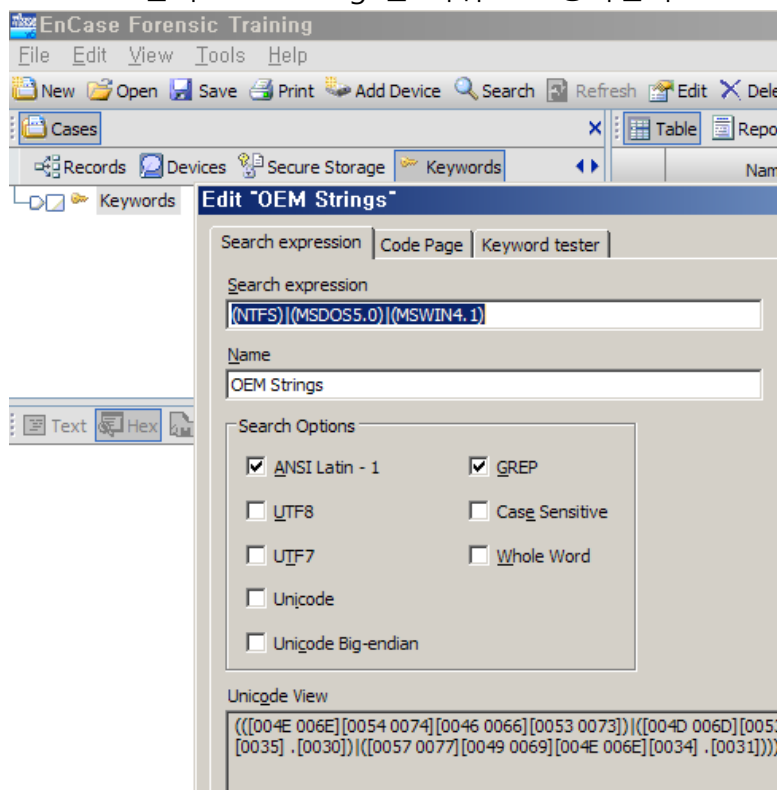 EnCase Forensic Training
File Edit View Tools Help
New Open Save Print Add Device Search Refresh Edit
Cases Table
Records Devices Secure Storage Keywords
Keywords
Edit "OEM Strings"
Search expression Code Page Keyword tester
Search expression
(NTFS)|(MSDOS5.0)|(MSWIN4.1)
Name
OEM Strings
Text Hex
Search Options
ANSI Latin - 1 GREP
UTF8 Case Sensitive
UTF7 Whole Word
Unicode
Unicode Big-endian
Unicode View
(([004E 006E][0054 0074][0046 0066][0053 0073])|([004D 006D][005
[0035] .[0030])|([0057 0077][0049 0069][004E 006E][0034] .[0031])))